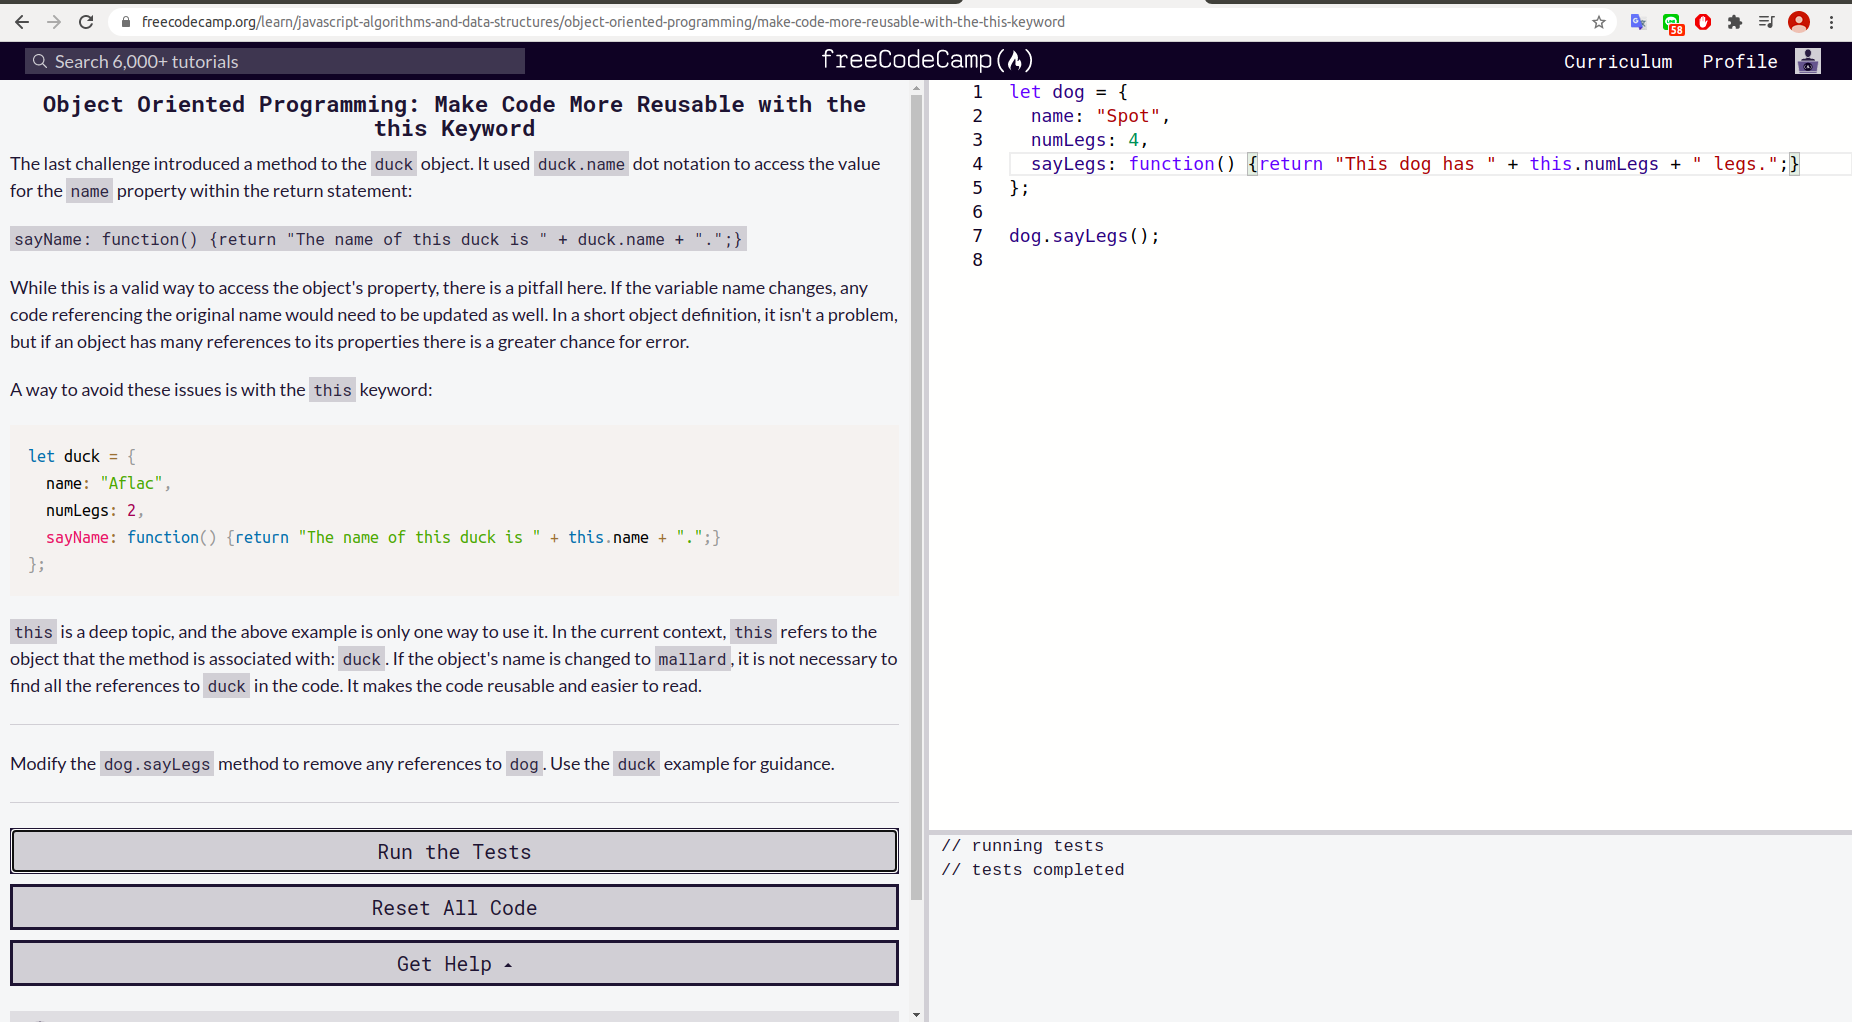 freecodecamp.org/learn/javascript-algorithms-and-data-structures/object-oriented-programming/make-code-more-reusable-with-the-this-keyword
58
Search 6,000+ tutorials
freeCodeCamp
Curriculum
Profile
Object Oriented Programming: Make Code More Reusable with the
this Keyword
The last challenge introduced a method to the duck object. It used duck.name dot notation to access the value
for the name property within the return statement:
sayName: function() {return "The name of this duck is " + duck.name + ".";}
While this is a valid way to access the object's property, there is a pitfall here. If the variable name changes, any
code referencing the original name would need to be updated as well. In a short object definition, it isn't a problem,
but if an object has many references to its properties there is a greater chance for error.
A way to avoid these issues is with the this keyword:
let duck = {
name: "Aflac",
numLegs: 2,
sayName: function() {return "The name of this duck is " + this.name + ".";}
};
this is a deep topic, and the above example is only one way to use it. In the current context, this refers to the
object that the method is associated with: duck. If the object's name is changed to mallard, it is not necessary to
find all the references to duck in the code. It makes the code reusable and easier to read.
Modify the dog.sayLegs method to remove any references to dog. Use the duck example for guidance.
Run the Tests
Reset All Code
Get Help
1 let dog = {
2 name: "Spot",
3 numLegs: 4,
4 sayLegs: function() {return "This dog has " + this.numLegs + " legs.";}
5 };
6
7 dog.sayLegs();
8
// running tests
// tests completed